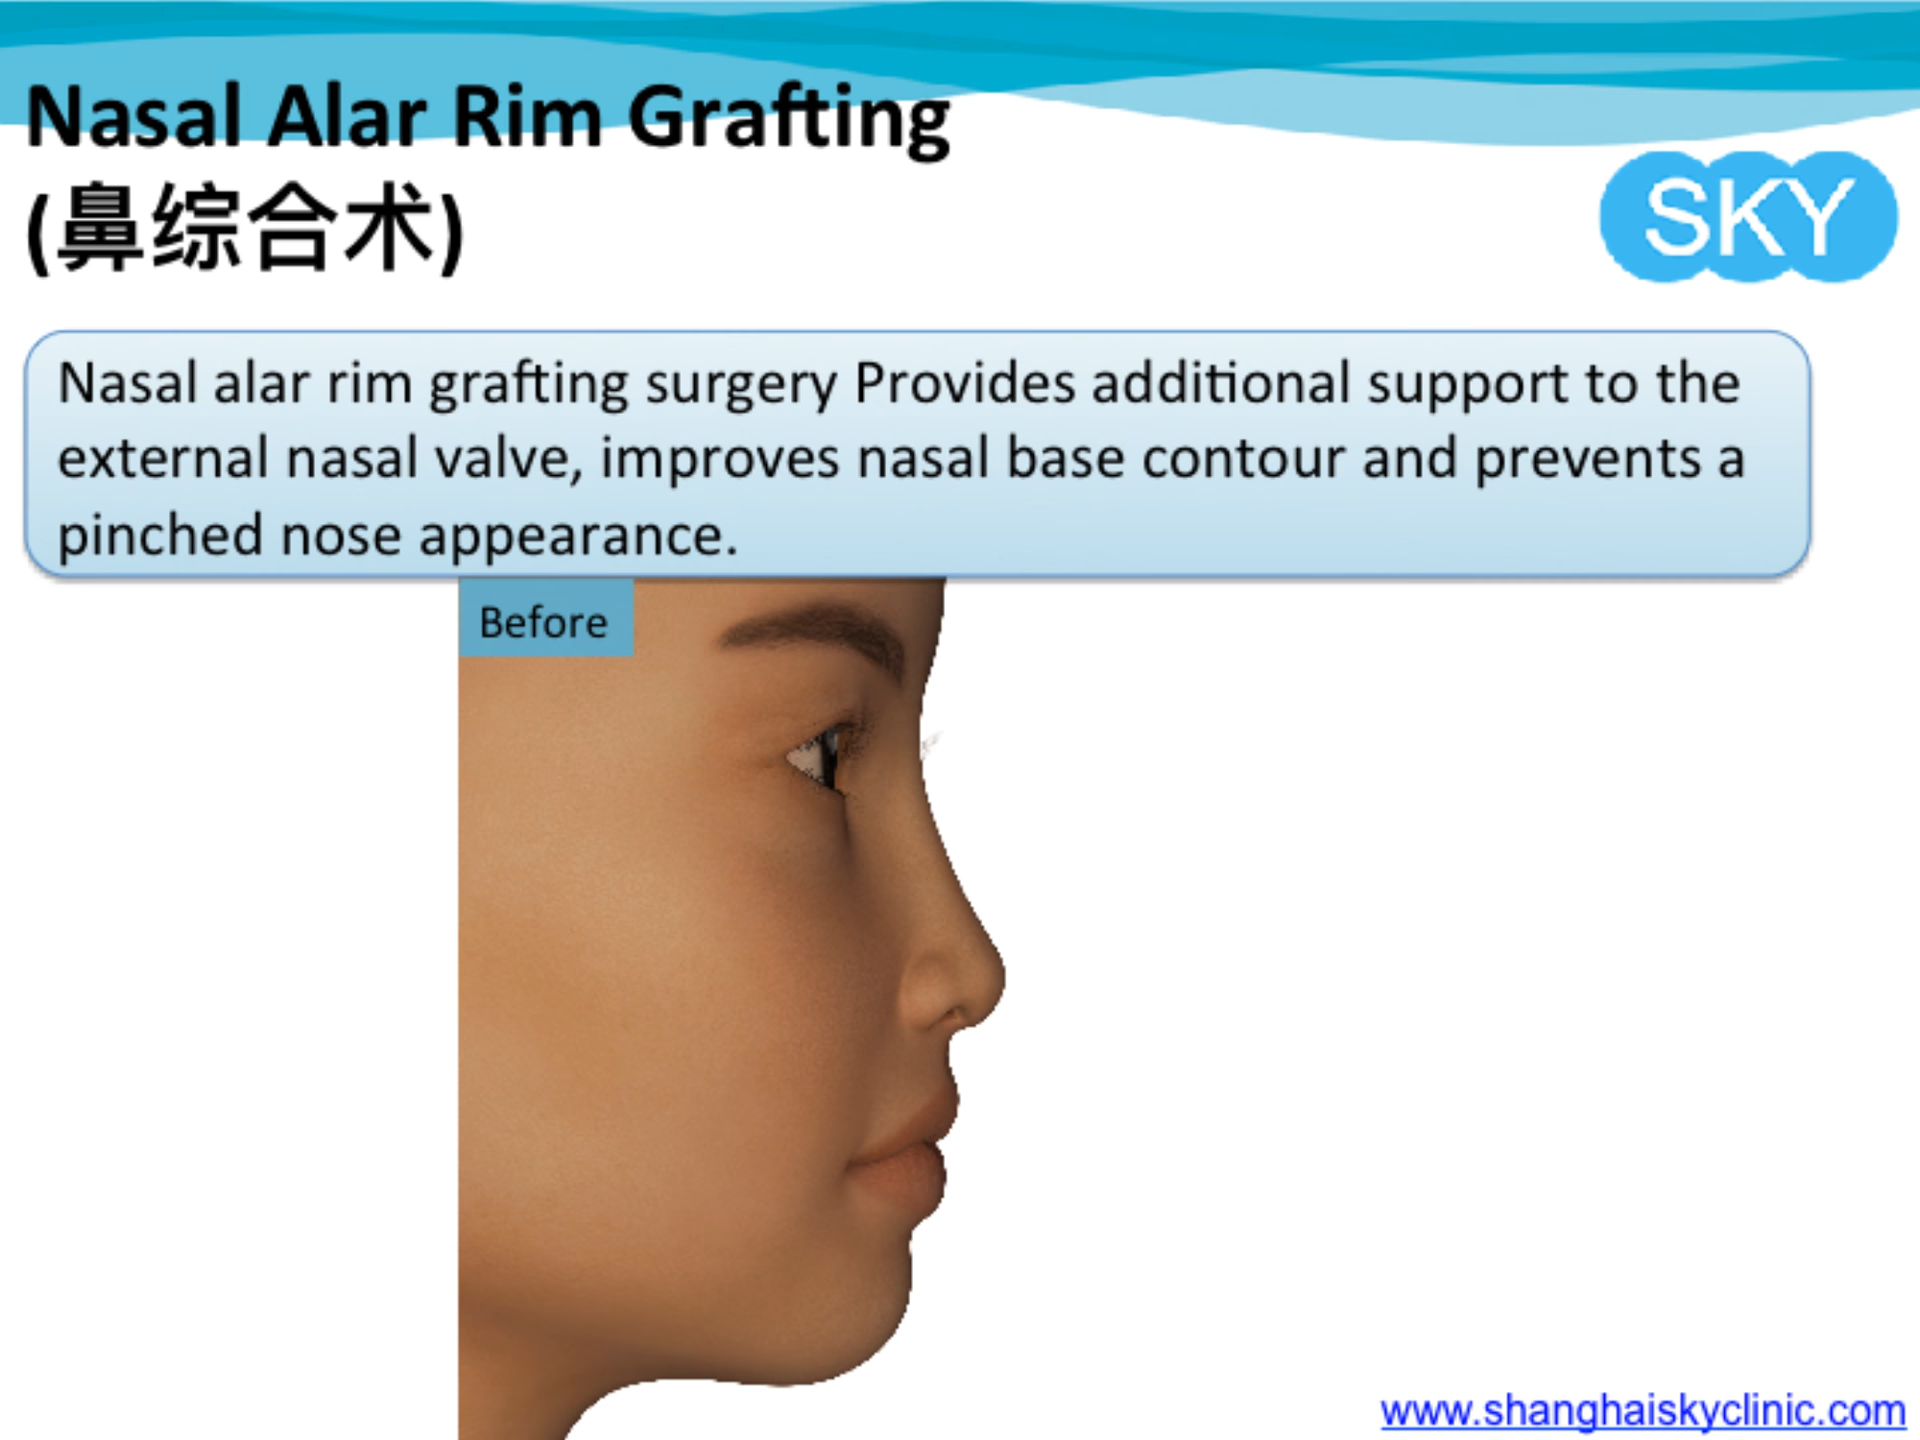 Nasal Alar Rim Grafting
(鼻综合术)
SKY
Nasal alar rim grafting surgery Provides additional support to the
external nasal valve, improves nasal base contour and prevents a
pinched nose appearance.
Before
www.shanghaiskyclinic.com